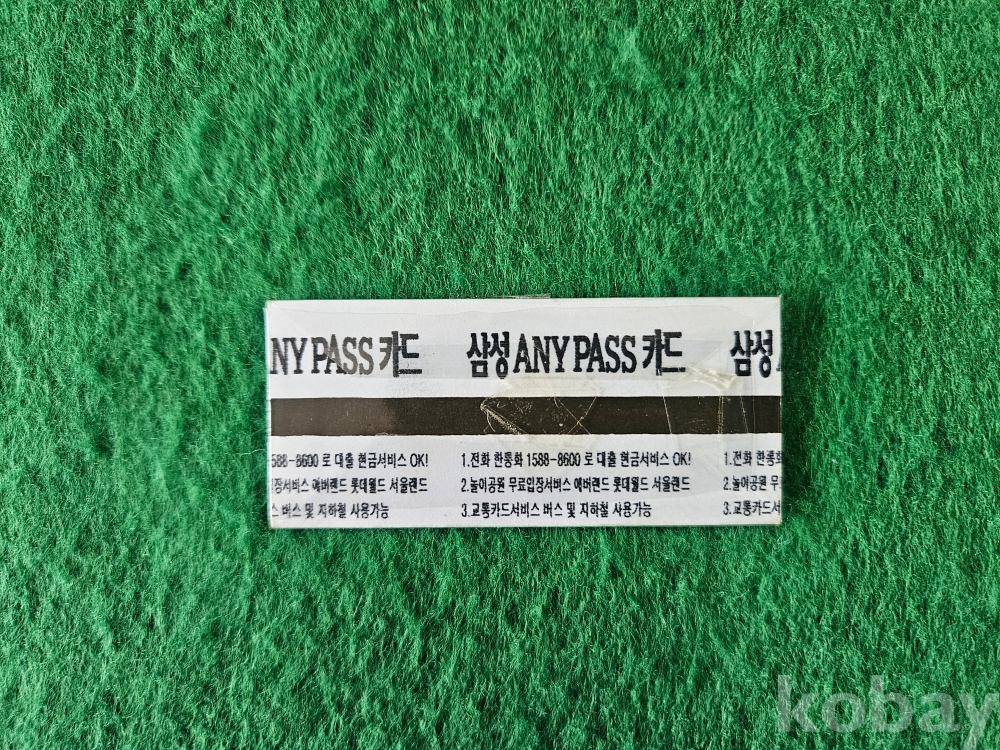 NY PASS 카드 삼성 ANY PASS 카드 삼성
588-8600 로 대출 현금서비스 OK! 1.전화 한통화 1588-8600 로 대출 현금서비스 OK! 1.전화 한통화
장서비스 에버랜드 롯데월드 서울랜드 2.놀이공원 무료입장서비스 에버랜드 롯데월드 서울랜드 2.놀이공원 무
스 버스 및 지하철 사용가능 3.교통카드서비스 버스 및 지하철 사용가능 3.교통카드서
kobay